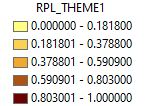 RPL_THEME1
0.000000 - 0.181800
0.181801 - 0.378800
0.378801 - 0.590900
0.590901 - 0.803000
0.803001 - 1.000000